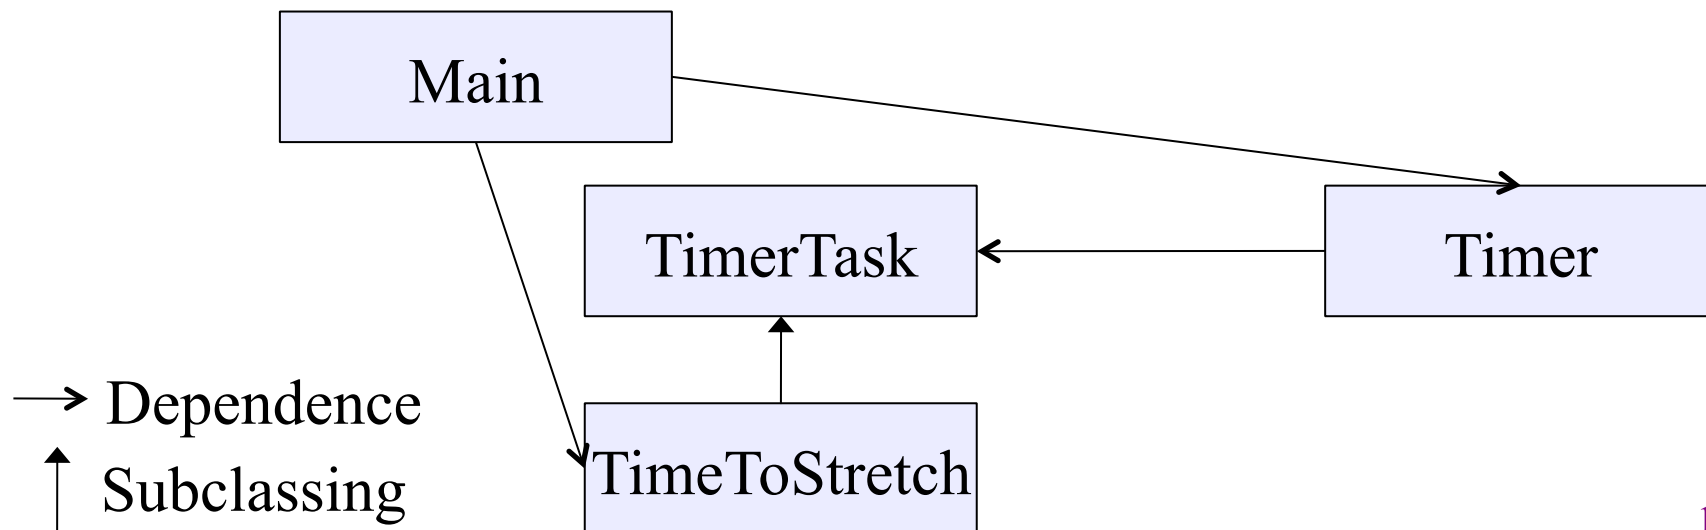 Main
TimerTask
Timer
Dependence
TimeToStretch
Subclassing